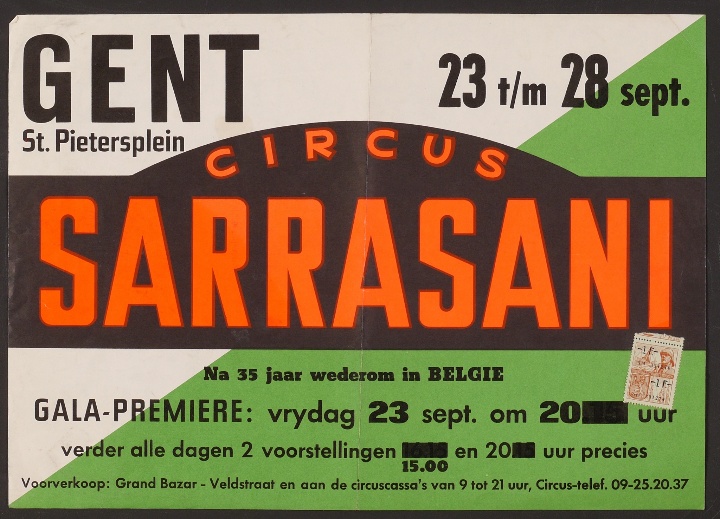 GENT
St. Pietersplein
23 t/m 28 sept.
CIRCUS
SARRASANI
Na 35 jaar wederom in BELGIE
GALA-PREMIERE: vrydag 23 sept. om 20. uur
verder alle dagen 2 voorstellingen en 20 uur precies
15.00
Voorverkoop: Grand Bazar - Veldstraat en aan de circuscassa's van 9 tot 21 uur, Circus-telef. 09-25.20.37
-1F-
-1F-